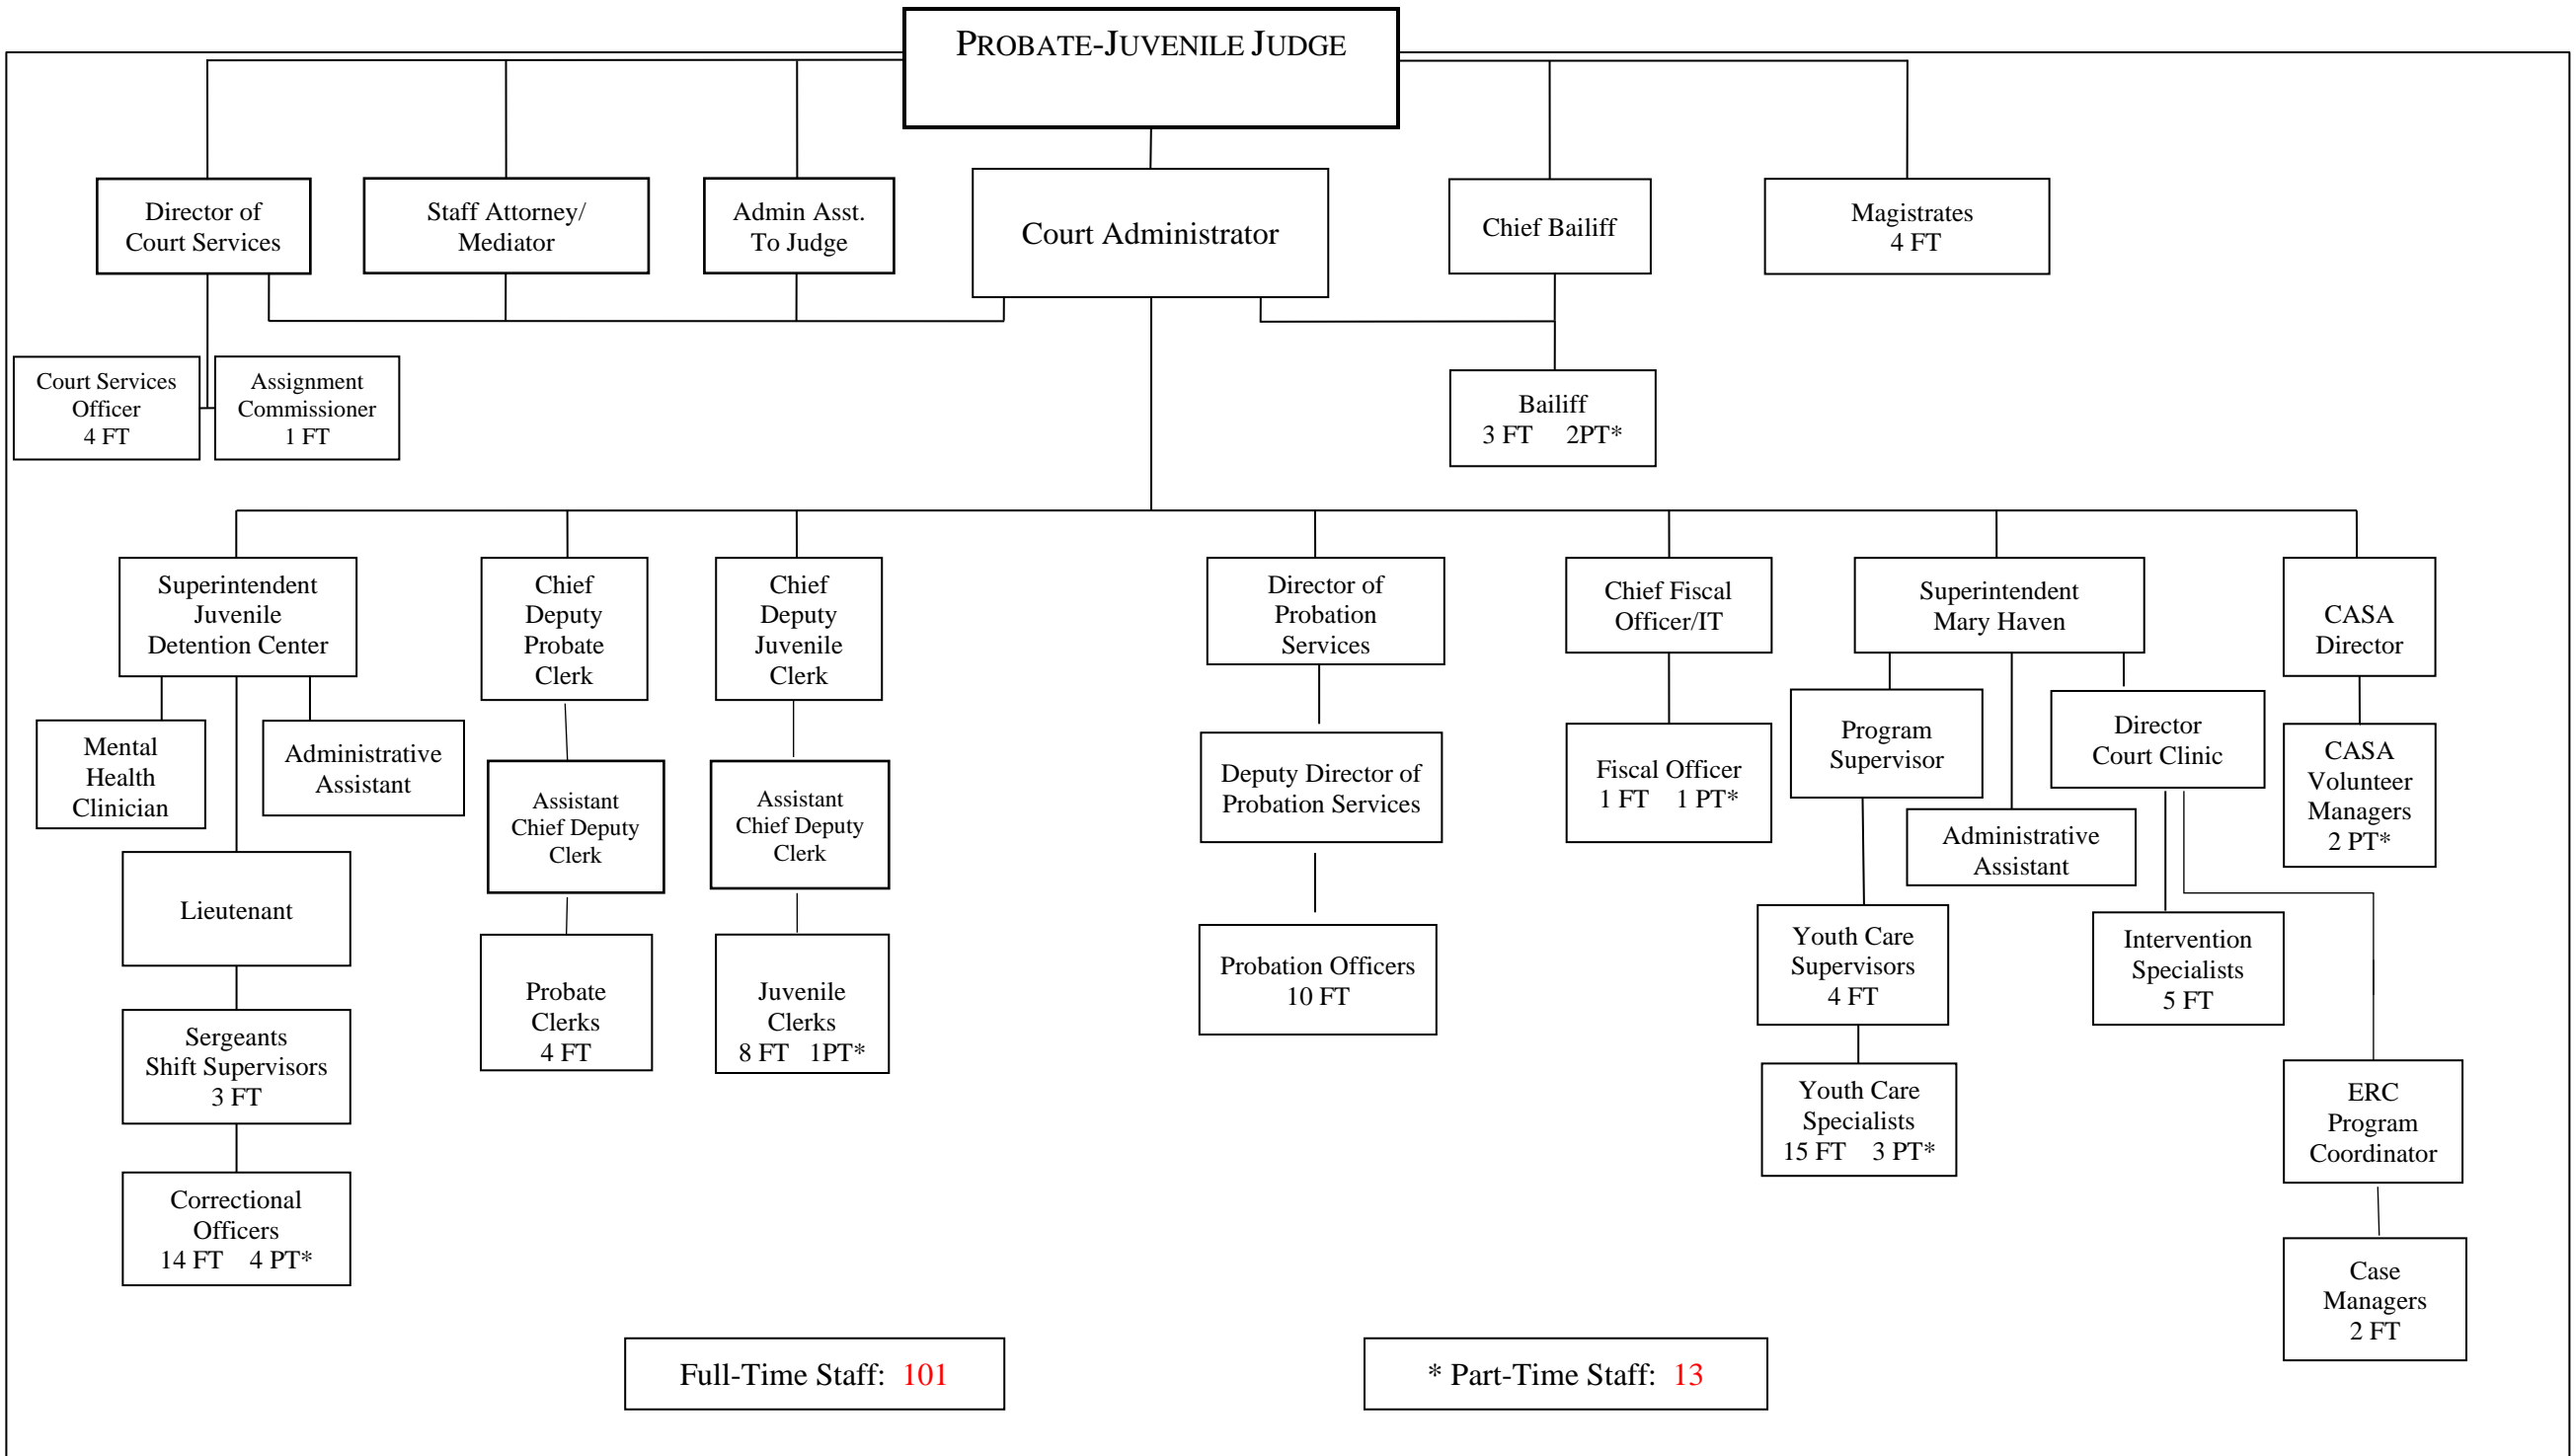 PROBATE-JUVENILE JUDGE
Director of
Court Services
Staff Attorney/
Mediator
Admin Asst.
To Judge
Court Administrator
Chief Bailiff
Magistrates
4 FT
Court Services
Officer
4 FT
Assignment
Commissioner
1 FT
Bailiff
3 FT 2PT*
Superintendent
Juvenile
Detention Center
Chief
Deputy
Probate
Clerk
Chief
Deputy
Juvenile
Clerk
Director of
Probation
Services
Chief Fiscal
Officer/IT
Superintendent
Mary Haven
CASA
Director
Mental
Health
Clinician
Administrative
Assistant
Assistant
Chief Deputy
Clerk
Assistant
Chief Deputy
Clerk
Deputy Director of
Probation Services
Fiscal Officer
1 FT 1 PT*
Program
Supervisor
Administrative
Assistant
Director
Court Clinic
CASA
Volunteer
Managers
2 PT*
Lieutenant
Probate
Clerks
4 FT
Juvenile
Clerks
8 FT 1PT*
Probation Officers
10 FT
Youth Care
Supervisors
4 FT
Intervention
Specialists
5 FT
Sergeants
Shift Supervisors
3 FT
Youth Care
Specialists
15 FT 3 PT*
ERC
Program
Coordinator
Correctional
Officers
14 FT 4 PT*
Case
Managers
2 FT
Full-Time Staff: 101
* Part-Time Staff: 13